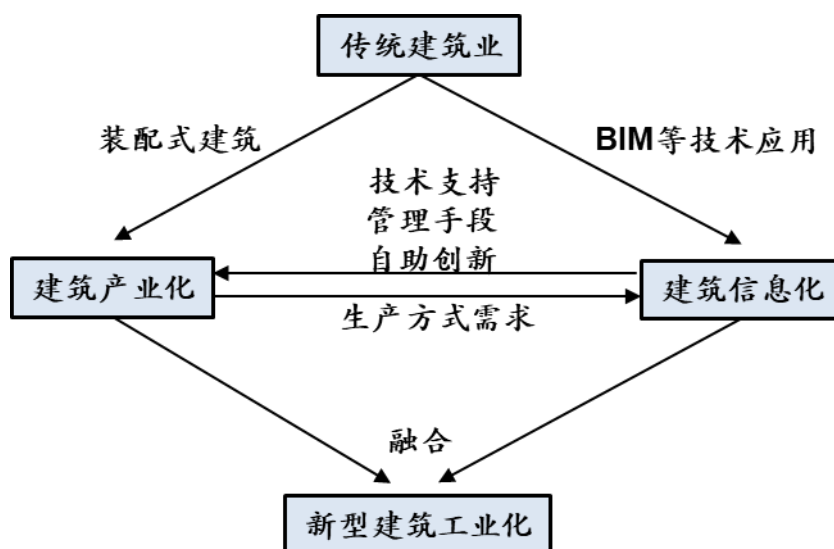 传统建筑业
装配式建筑
BIM等技术应用
技术支持
管理手段
自助创新
建筑产业化
建筑信息化
生产方式需求
融合
新型建筑工业化